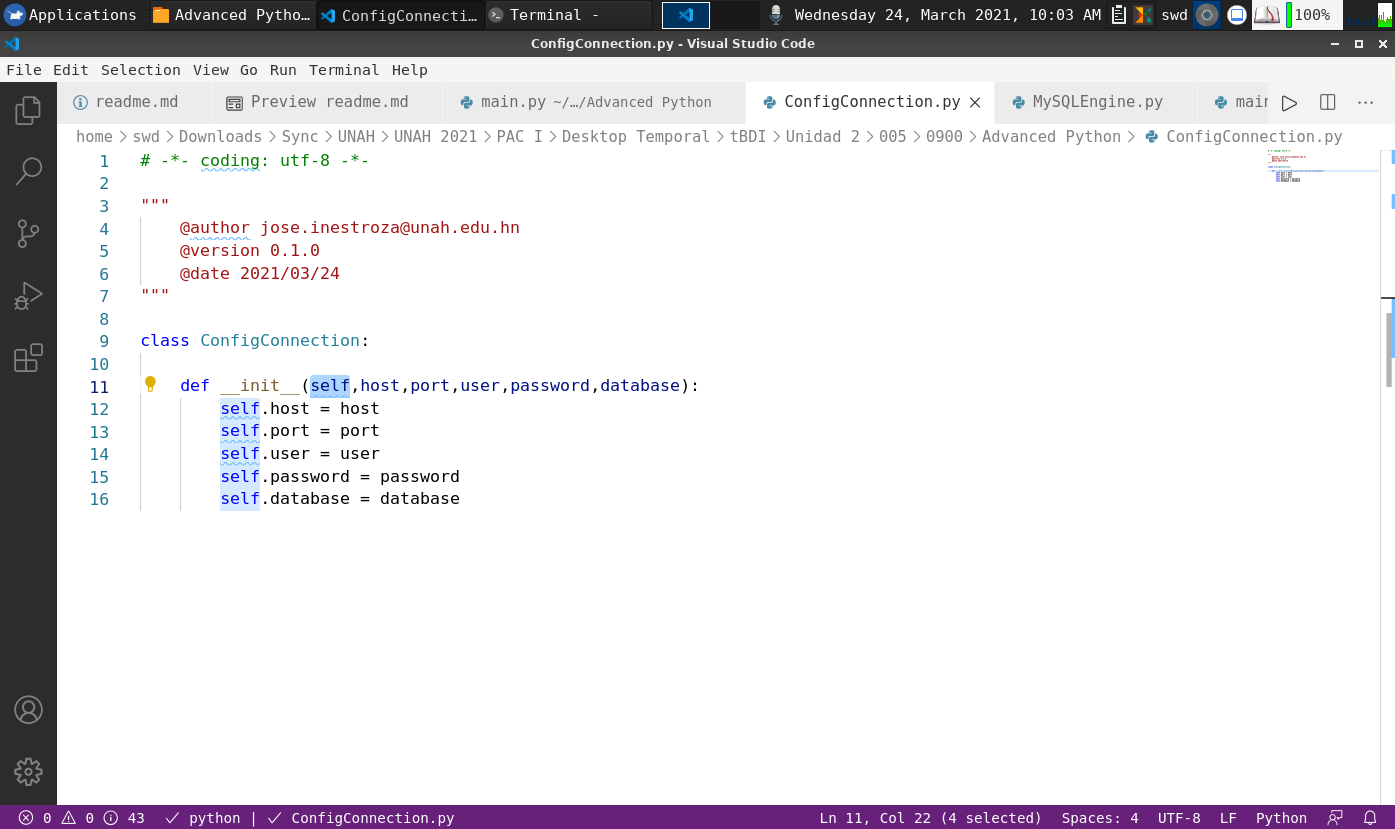 Applications Advanced Pytho... ConfigConnecti... Terminal - Wednesday 24, March 2021, 10:03 AM swd 100%
ConfigConnection.py - Visual Studio Code
File Edit Selection View Go Run Terminal Help
readme.md Preview readme.md main.py ~/.../Advanced Python ConfigConnection.py MySQLEngine.py main
home > swd > Downloads > Sync > UNAH > UNAH 2021 > PAC I > Desktop Temporal > tBDI > Unidad 2 > 005 > 0900 > Advanced Python > ConfigConnection.py
1 # -*- coding: utf-8 -*-
2
3 """
4     @author jose.inestroza@unah.edu.hn
5     @version 0.1.0
6     @date 2021/03/24
7 """
8
9 class ConfigConnection:
10
11     def __init__(self,host,port,user,password,database):
12         self.host = host
13         self.port = port
14         self.user = user
15         self.password = password
16         self.database = database
0 0 43 python | ConfigConnection.py Ln 11, Col 22 (4 selected) Spaces: 4 UTF-8 LF Python